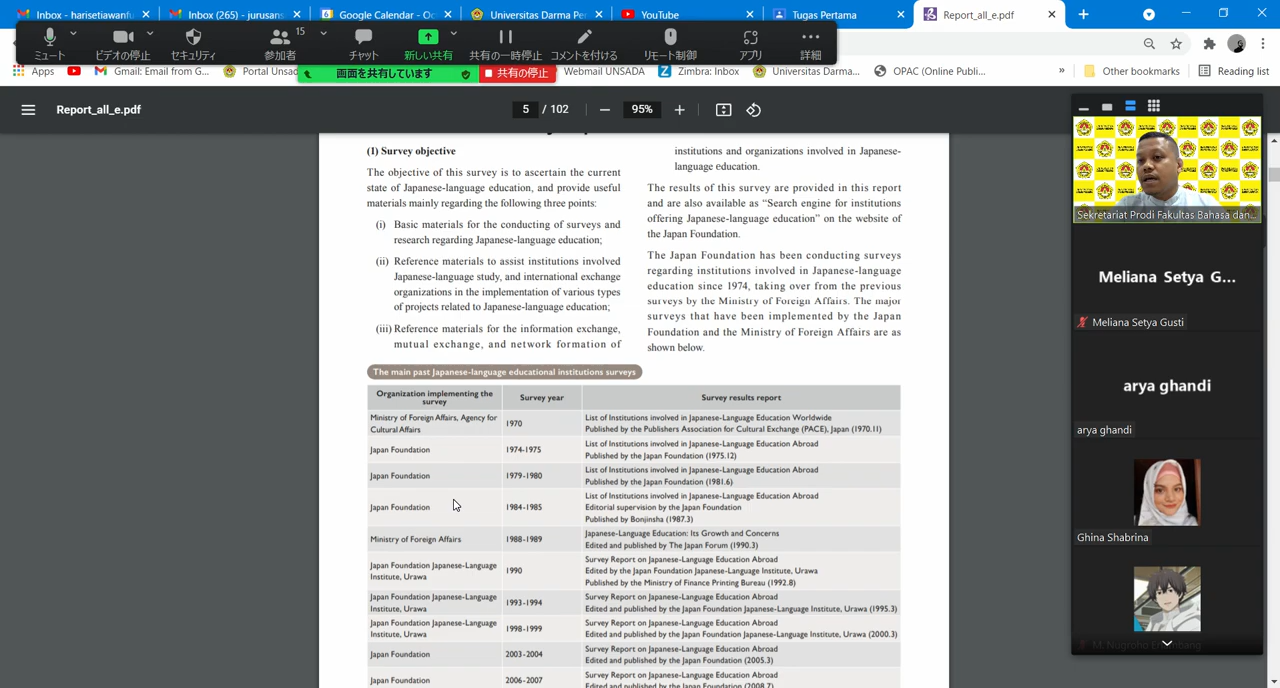 Inbox - harisetiawanfu
Inbox (265) - jurusans
Google Calendar - Oc
Universitas Darma Per
YouTube
Tugas Pertama
Report_all_e.pdf
15
ミュート
ビデオの停止
セキュリティ
参加者
チャット
新しい共有
共有の一時停止
コメントを付ける
リモート制御
アプリ
詳細
Apps
Gmail: Email from G...
Portal Unsad
画面を共有しています
共有の停止
Webmail UNSADA
Zimbra: Inbox
Universitas Darma...
OPAC (Online Publi...
»
Other bookmarks
Reading list
Report_all_e.pdf
5 / 102
95%
(1) Survey objective
The objective of this survey is to ascertain the current
state of Japanese-language education, and provide useful
materials mainly regarding the following three points:
(i) Basic materials for the conducting of surveys and
research regarding Japanese-language education;
(ii) Reference materials to assist institutions involved
Japanese-language study, and international exchange
organizations in the implementation of various types
of projects related to Japanese-language education;
(iii) Reference materials for the information exchange,
mutual exchange, and network formation of
institutions and organizations involved in Japanese-
language education.
The results of this survey are provided in this report
and are also available as “Search engine for institutions
offering Japanese-language education” on the website of
the Japan Foundation.
The Japan Foundation has been conducting surveys
regarding institutions involved in Japanese-language
education since 1974, taking over from the previous
surveys by the Ministry of Foreign Affairs. The major
surveys that have been implemented by the Japan
Foundation and the Ministry of Foreign Affairs are as
shown below.
The main past Japanese-language educational institutions surveys
Organization implementing the
survey
Survey year
Survey results report
Ministry of Foreign Affairs, Agency for
Cultural Affairs
1970
List of Institutions involved in Japanese-Language Education Worldwide
Published by the Publishers Association for Cultural Exchange (PACE), Japan (1970.11)
Japan Foundation
1974-1975
List of Institutions involved in Japanese-Language Education Abroad
Published by the Japan Foundation (1975.12)
Japan Foundation
1979-1980
List of Institutions involved in Japanese-Language Education Abroad
Published by the Japan Foundation (1981.6)
Japan Foundation
1984-1985
List of Institutions involved in Japanese-Language Education Abroad
Editorial supervision by the Japan Foundation
Published by Bonjinsha (1987.3)
Ministry of Foreign Affairs
1988-1989
Japanese-Language Education: Its Growth and Concerns
Edited and published by The Japan Forum (1990.3)
Japan Foundation Japanese-Language
Institute, Urawa
1990
Survey Report on Japanese-Language Education Abroad
Edited by the Japan Foundation Japanese-Language Institute, Urawa
Published by the Ministry of Finance Printing Bureau (1992.8)
Japan Foundation Japanese-Language
Institute, Urawa
1993-1994
Survey Report on Japanese-Language Education Abroad
Edited and published by the Japan Foundation Japanese-Language Institute, Urawa (1995.3)
Japan Foundation Japanese-Language
Institute, Urawa
1998-1999
Survey Report on Japanese-Language Education Abroad
Edited and published by the Japan Foundation Japanese-Language Institute, Urawa (2000.3)
Japan Foundation
2003-2004
Survey Report on Japanese-Language Education Abroad
Edited and published by the Japan Foundation (2005.3)
Japan Foundation
2006-2007
Survey Report on Japanese-Language Education Abroad
Edited and published by the Japan Foundation (2008.7)
Sekretariat Prodi Fakultas Bahasa dan...
Meliana Setya G...
Meliana Setya Gusti
arya ghandi
arya ghandi
Ghina Shabrina
M. Nugroho